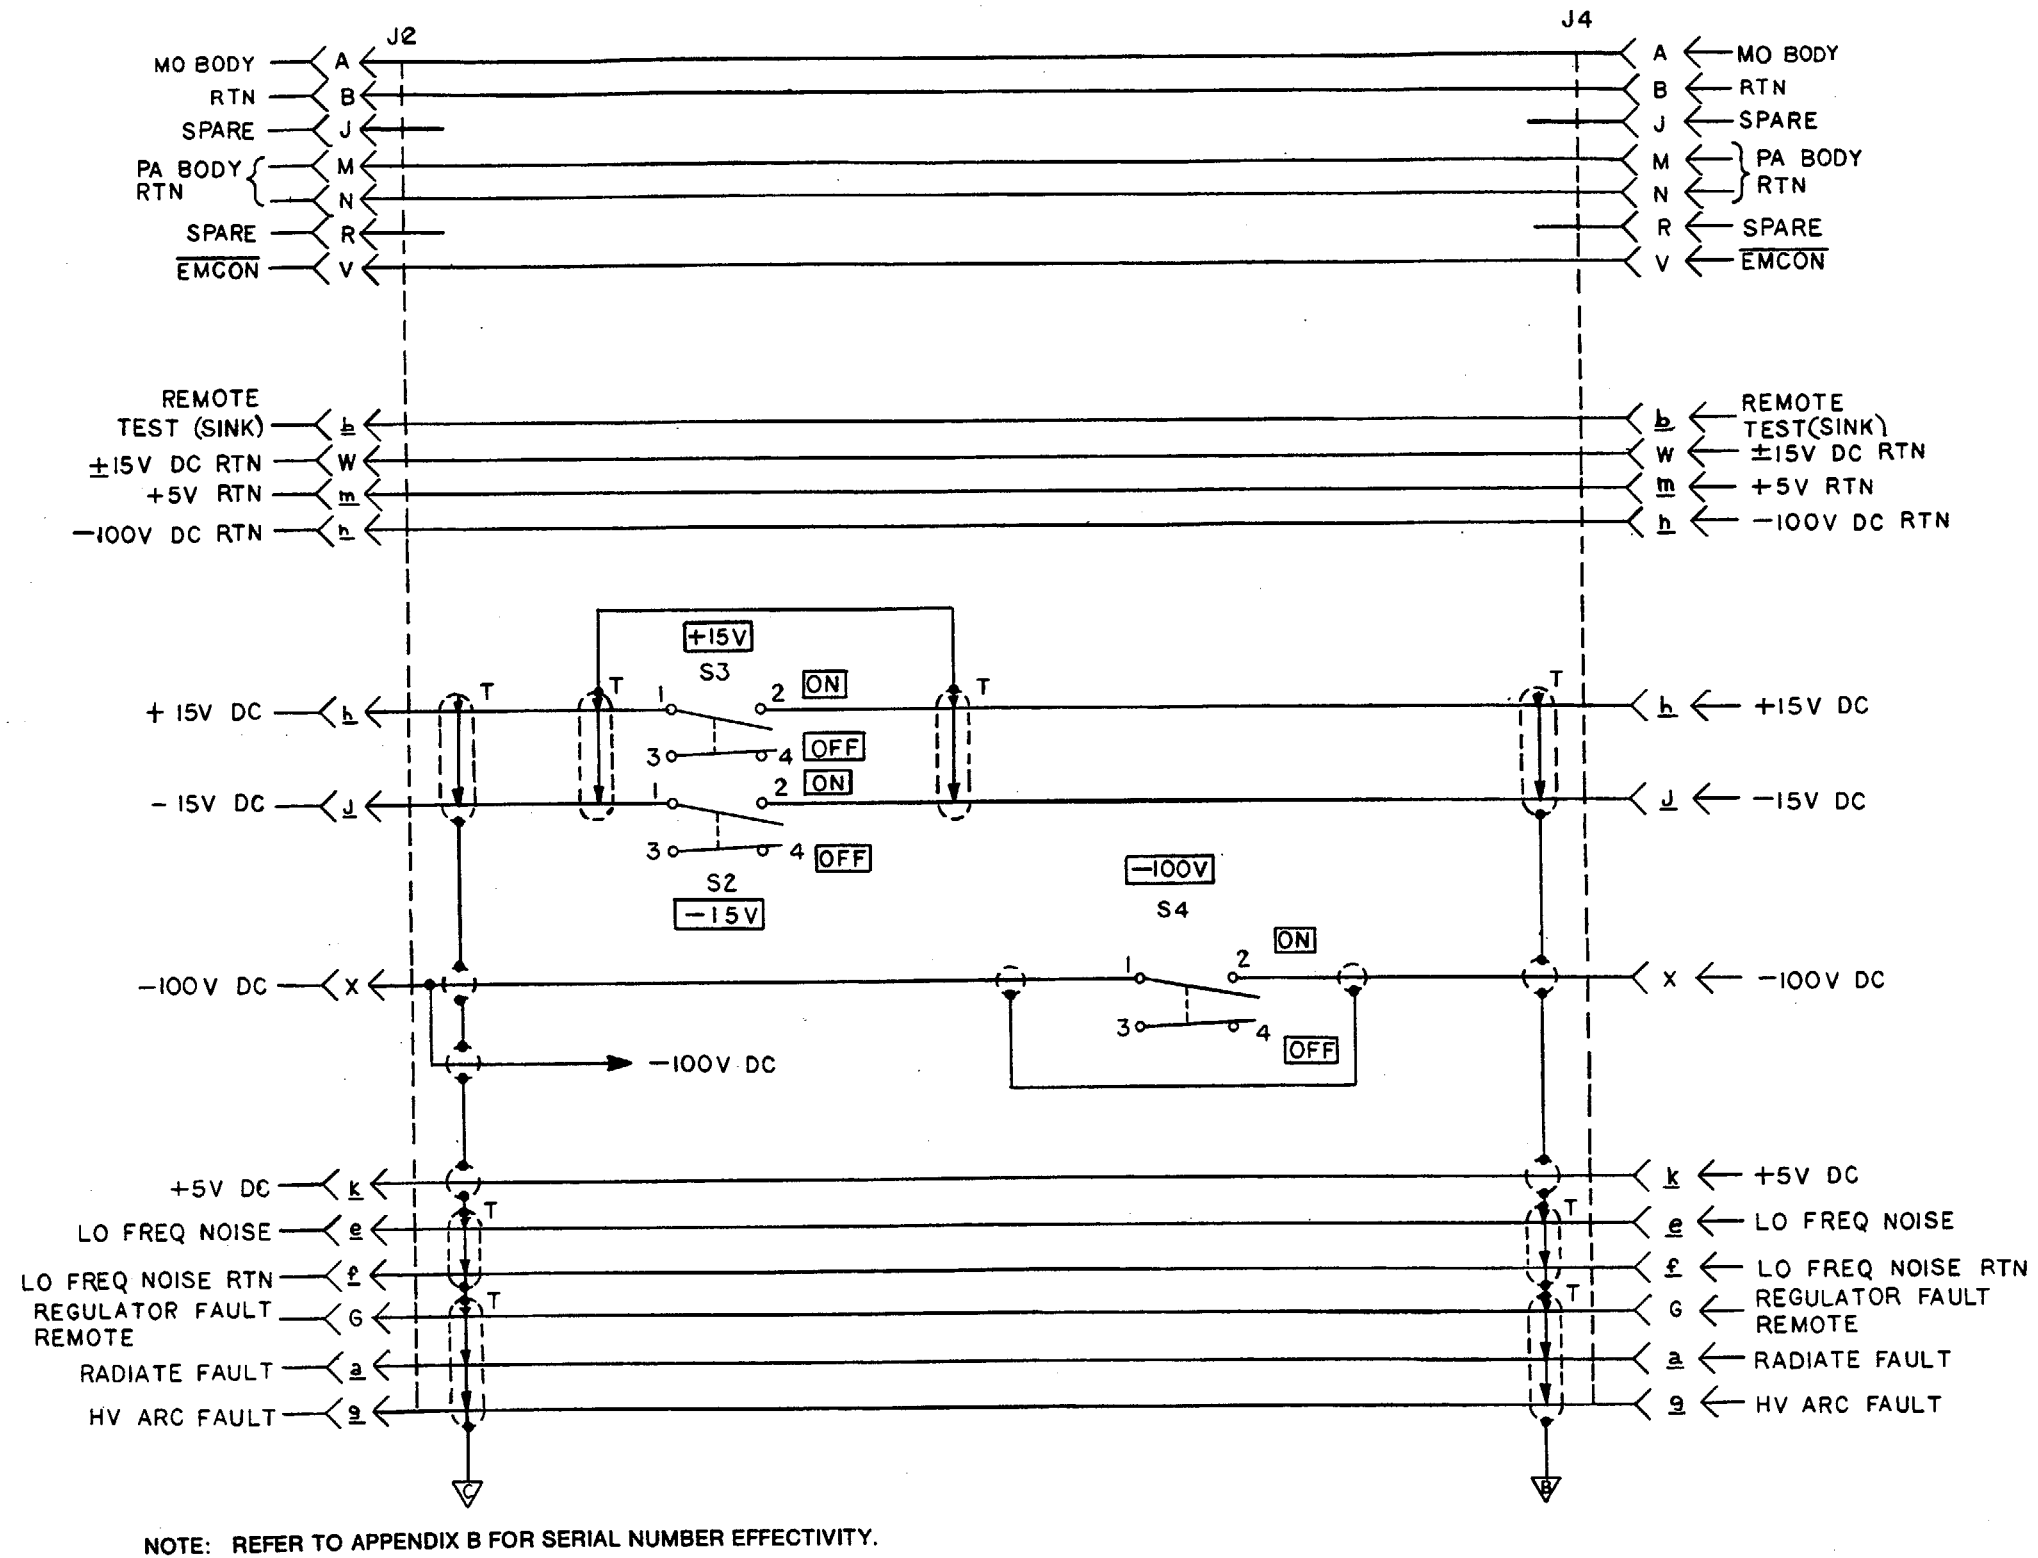 J2 J4
MO BODY A A MO BODY
RTN B B RTN
SPARE J J SPARE
PA BODY M M PA BODY
RTN N N RTN
SPARE R R SPARE
EMCON V V EMCON
REMOTE REMOTE
TEST (SINK) b b TEST(SINK)
±15V DC RTN W W ±15V DC RTN
+5V RTN m m +5V RTN
-100V DC RTN h h -100V DC RTN
+15V
S3
T T 1 2 ON T T
+ 15V DC h h +15V DC
3 4 OFF
1 2 ON
- 15V DC J J -15V DC
3 4 OFF
S2
-15V
-100V
S4
ON
1 2
-100V DC X X -100V DC
3 4
OFF
-100V DC
+5V DC k k +5V DC
T T
LO FREQ NOISE e e LO FREQ NOISE
LO FREQ NOISE RTN f f LO FREQ NOISE RTN
T T
REGULATOR FAULT G G REGULATOR FAULT
REMOTE REMOTE
RADIATE FAULT a a RADIATE FAULT
HV ARC FAULT g g HV ARC FAULT
C B
NOTE: REFER TO APPENDIX B FOR SERIAL NUMBER EFFECTIVITY.